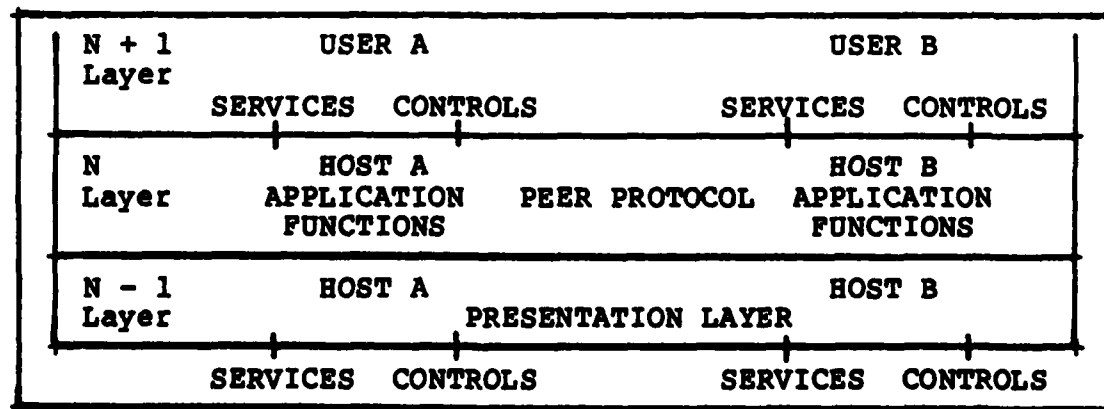 N + 1 USER A USER B
Layer
SERVICES CONTROLS SERVICES CONTROLS
N HOST A HOST B
Layer APPLICATION PEER PROTOCOL APPLICATION
FUNCTIONS FUNCTIONS
N - 1 HOST A HOST B
Layer PRESENTATION LAYER
SERVICES CONTROLS SERVICES CONTROLS